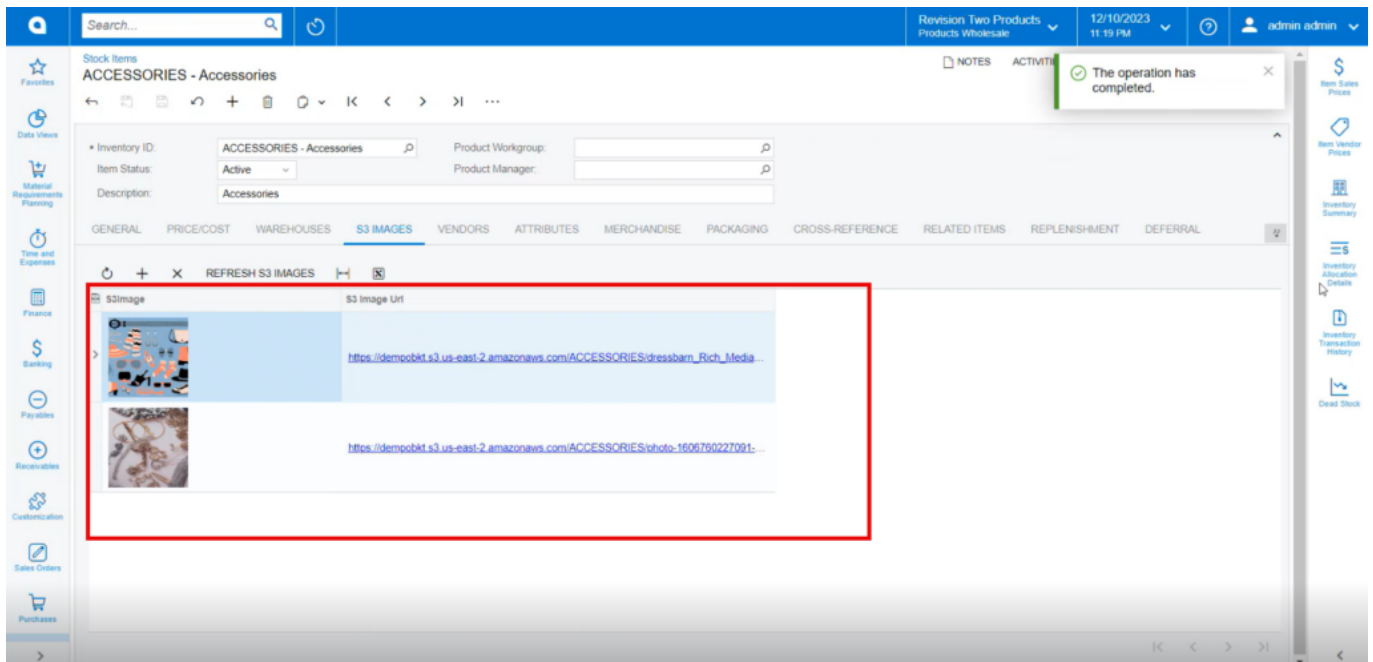 Search...
Revision Two Products
Products Wholesale
12/10/2023
11:19 PM
admin admin
Favorites
Data Views
Material
Requirements
Planning
Time and
Expenses
Finance
Banking
Payables
Receivables
Customization
Sales Orders
Purchases
Stock Items
ACCESSORIES - Accessories
NOTES
The operation has
completed.
Inventory ID:
ACCESSORIES - Accessories
Product Workgroup:
Item Status:
Active
Product Manager:
Description:
Accessories
GENERAL PRICE/COST WAREHOUSES S3 IMAGES VENDORS ATTRIBUTES MERCHANDISE PACKAGING CROSS-REFERENCE RELATED ITEMS REPLENISHMENT DEFERRAL
REFRESH S3 IMAGES
S3Image S3 Image Url
https://dempobkt.s3.us-east-2.amazonaws.com/ACCESSORIES/dressbarn_Rich_Media...
https://dempobkt.s3.us-east-2.amazonaws.com/ACCESSORIES/photo-1606760227091-...
Item Sales
Prices
Item Vendor
Prices
Inventory
Summary
Inventory
Allocation
Details
Inventory
Transaction
History
Dead Stock